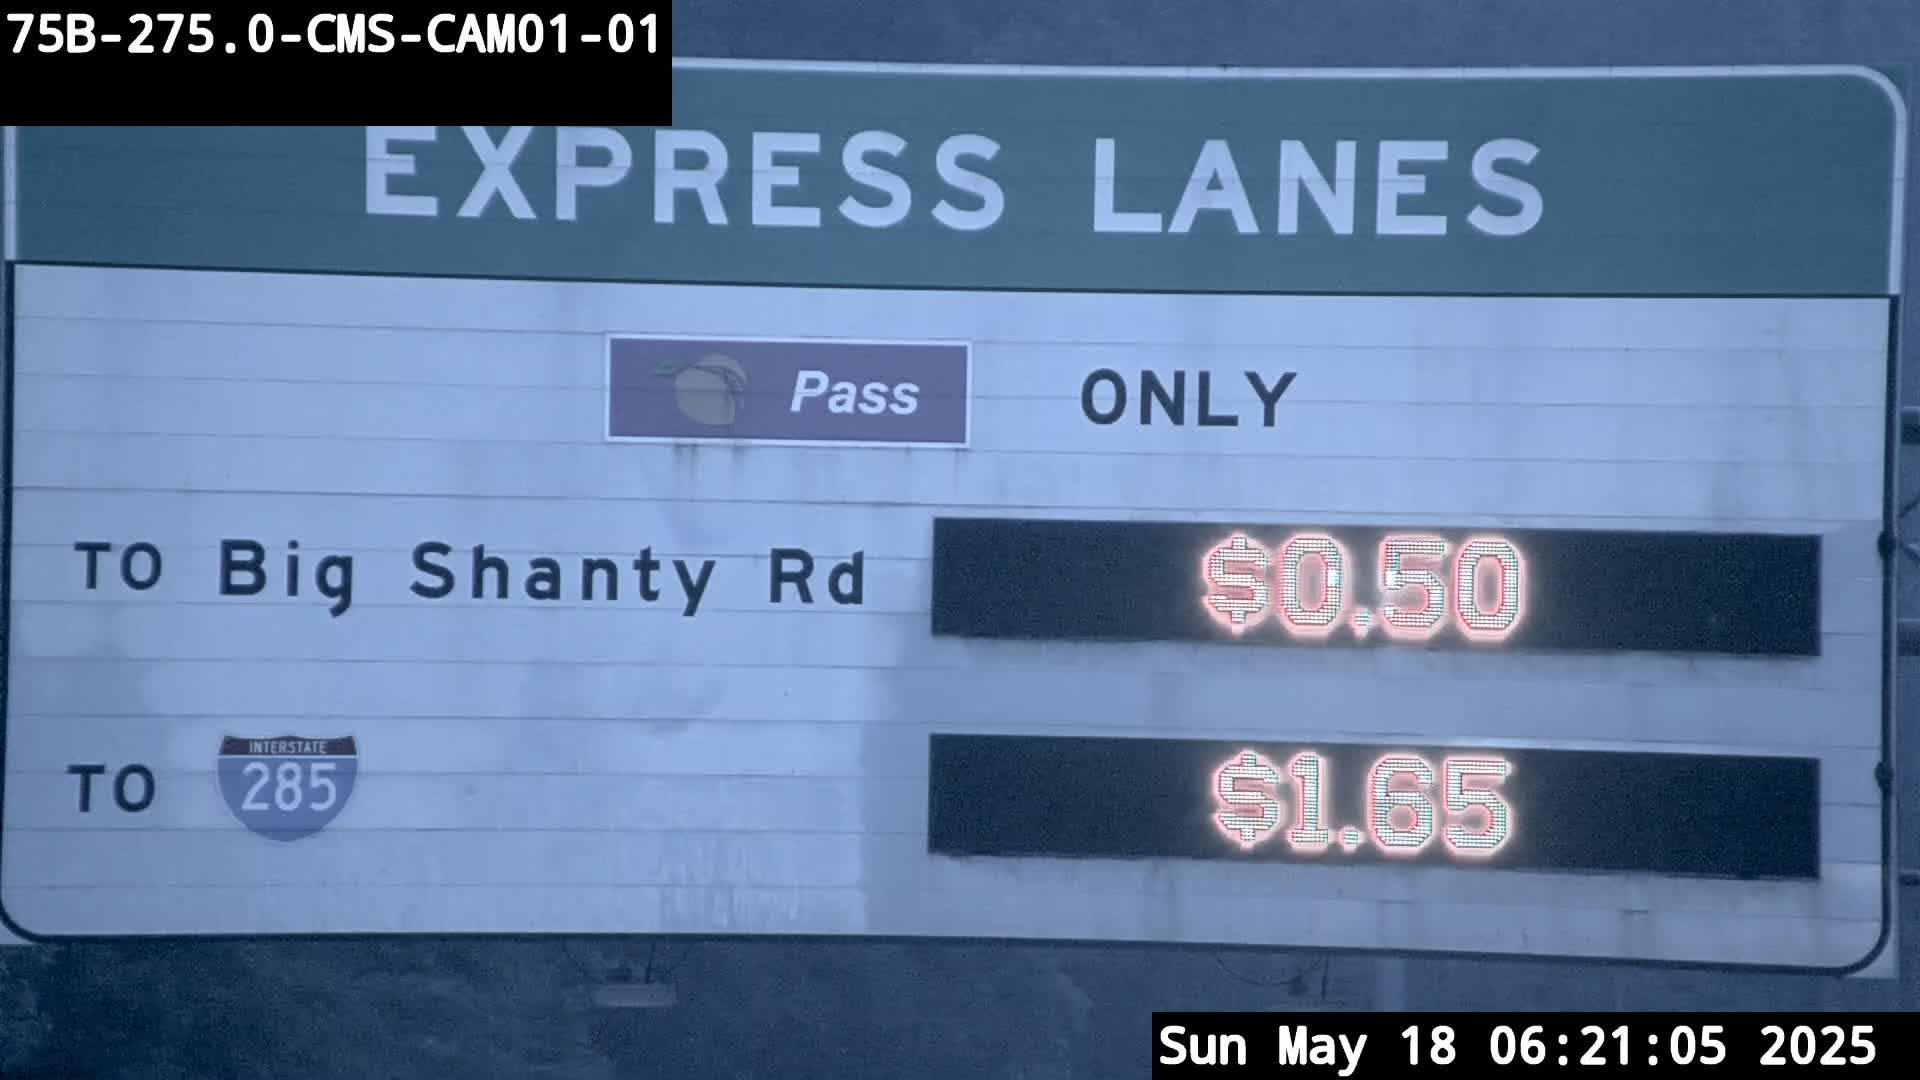 75B-275.0-CMS-CAM01-01
EXPRESS LANES
Pass ONLY
TO Big Shanty Rd $0.50
TO INTERSTATE 285 $1.65
Sun May 18 06:21:05 2025